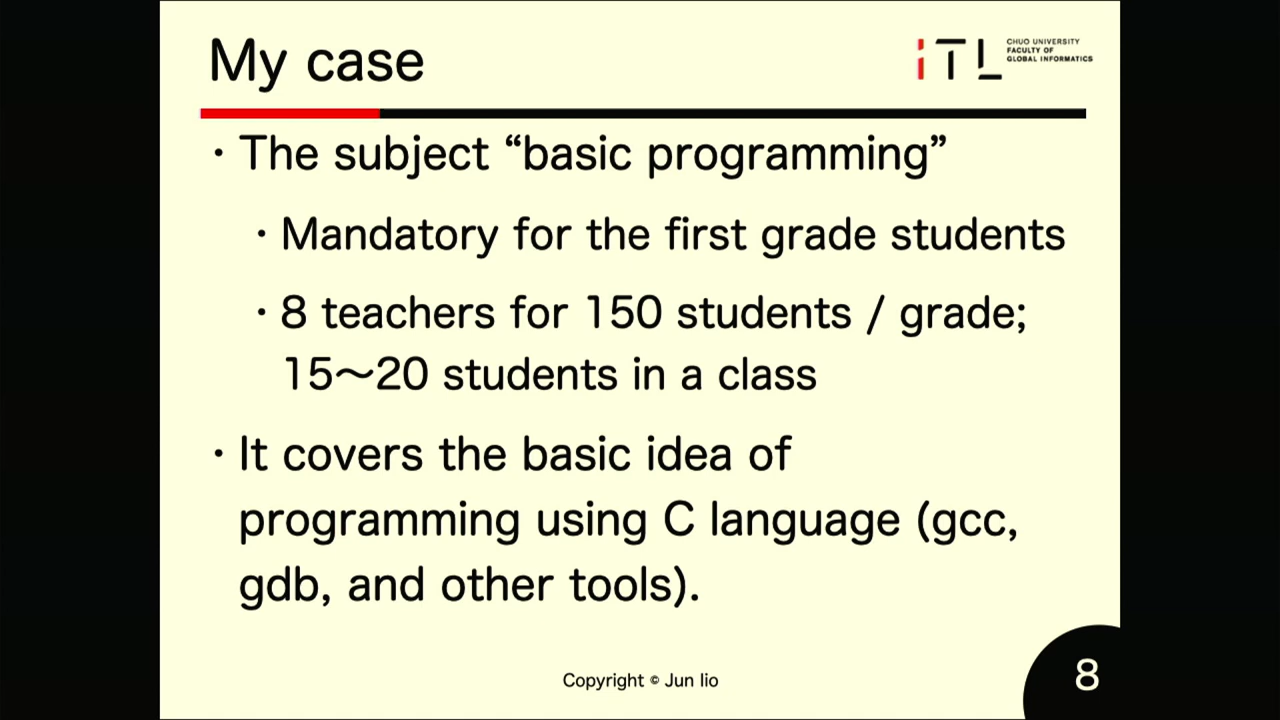 My case
iTL
CHUO UNIVERSITY
FACULTY OF
GLOBAL INFORMATICS
・The subject “basic programming”
・Mandatory for the first grade students
・8 teachers for 150 students / grade;
15〜20 students in a class
・It covers the basic idea of
programming using C language (gcc,
gdb, and other tools).
Copyright © Jun Iio
8